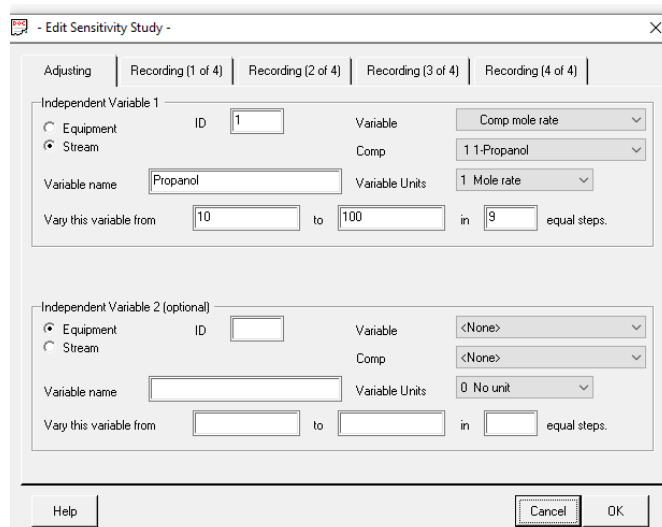 - Edit Sensitivity Study -
Adjusting Recording (1 of 4) Recording (2 of 4) Recording (3 of 4) Recording (4 of 4)
Independent Variable 1
Equipment ID 1 Variable Comp mole rate
Stream Comp 1 1-Propanol
Variable name Propanol Variable Units 1 Mole rate
Vary this variable from 10 to 100 in 9 equal steps.
Independent Variable 2 (optional)
Equipment ID Variable <None>
Stream Comp <None>
Variable name Variable Units 0 No unit
Vary this variable from to in equal steps.
Help Cancel OK